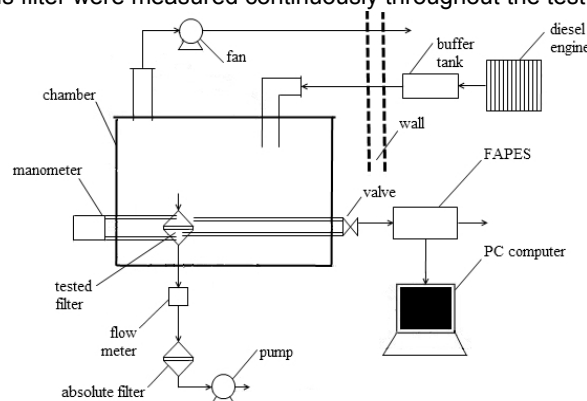 filter were measured continuously throughout the test
fan
buffer
tank
diesel
engine
chamber
wall
FAPES
manometer
valve
PC computer
tested
filter
flow
meter
pump
absolute filter